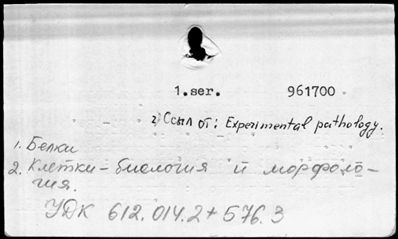 1. ser. 961700
2 Ссыл от: Experimental pathology.
1. Белки
2. Клетки - биология и морфоло-
гия.
УДК 612.014.2+576.3